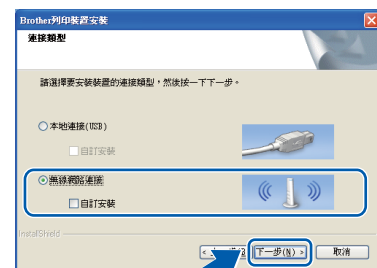 Brother列印裝置安裝
連接類型
請選擇要安裝裝置的連接類型，然後按一下下一步。
本地連接(USB)
自訂安裝
無線網路連接
自訂安裝
InstallShield
下一步(N) >
取消